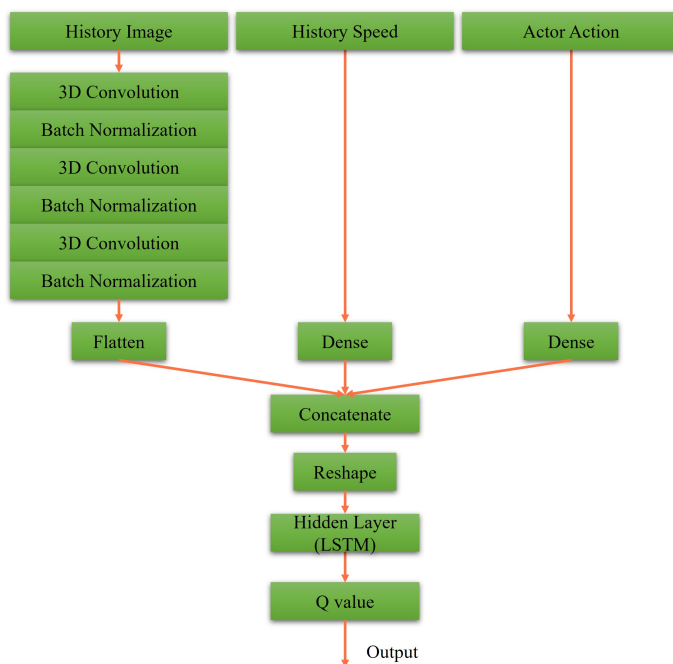 History Image
History Speed
Actor Action
3D Convolution
Batch Normalization
3D Convolution
Batch Normalization
3D Convolution
Batch Normalization
Flatten
Dense
Dense
Concatenate
Reshape
Hidden Layer
(LSTM)
Q value
Output